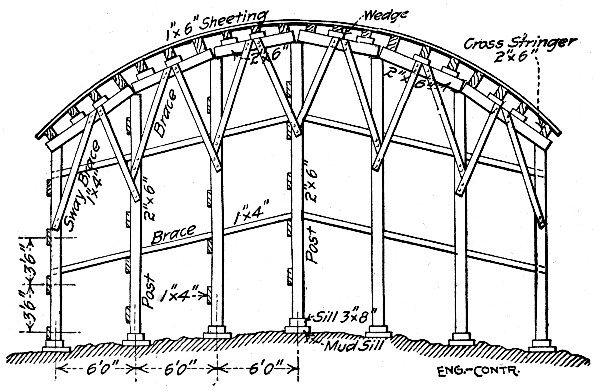 1"x6" Sheeting
Wedge
Cross Stringer
2"x6"
2"x6"
2"x6"
Brace
Sway Brace
1"x4"
2"x6"
2"x6"
1"x4"
Brace
3'6"
3'6"
Post
Post
1"x4"
Sill 3"x8"
Mud Sill
6'0"
6'0"
6'0"
ENG.-CONTR.